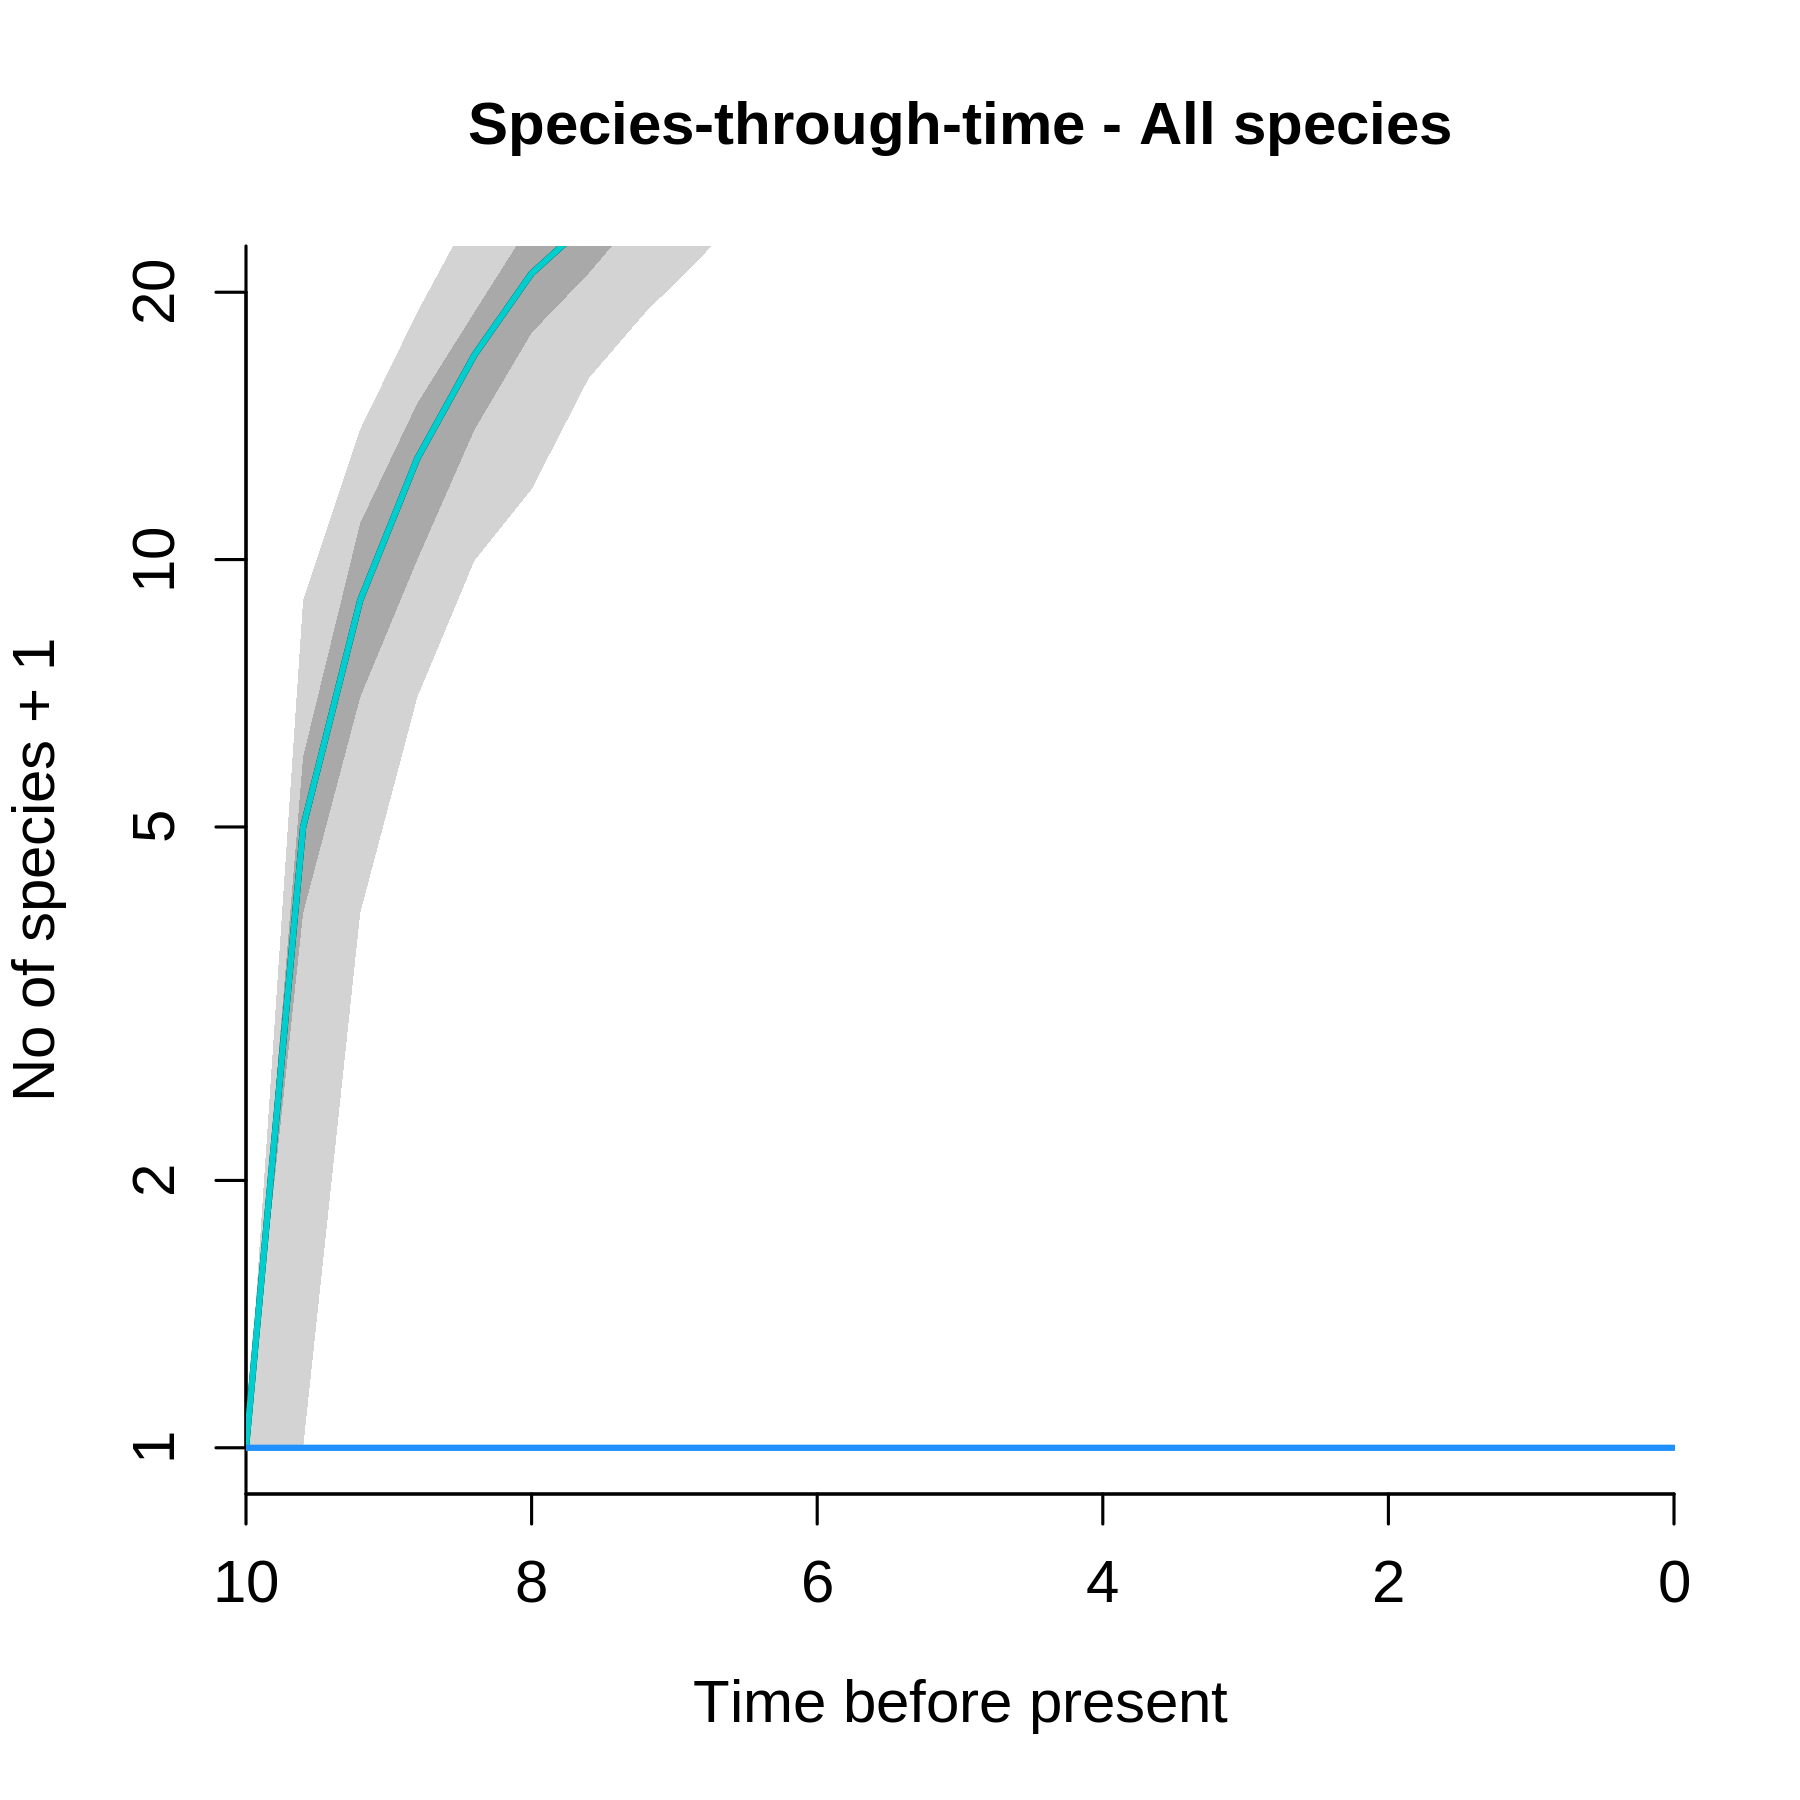 Species-through-time - All species
No of species + 1
20
10
5
2
1
10 8 6 4 2 0
Time before present